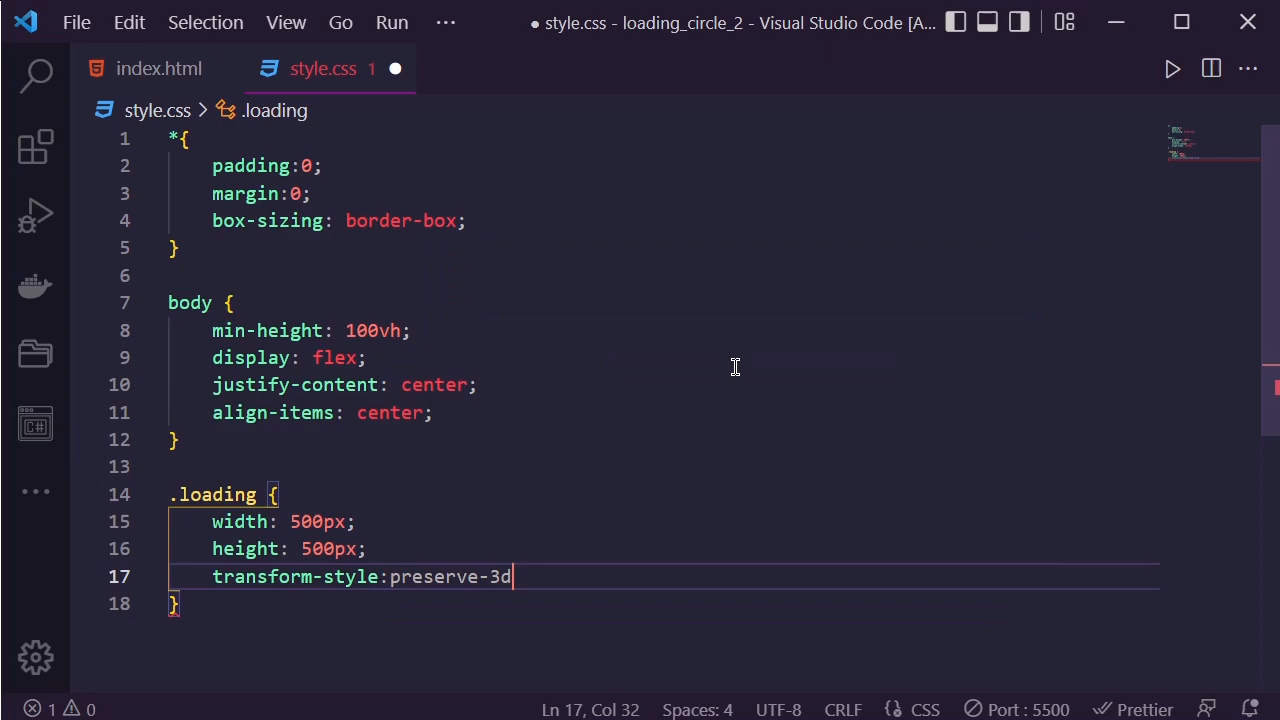 File Edit Selection View Go Run ··· ● style.css - loading_circle_2 - Visual Studio Code [A...
index.html style.css 1 ●
style.css > .loading
1 *{
2 padding:0;
3 margin:0;
4 box-sizing: border-box;
5 }
6
7 body {
8 min-height: 100vh;
9 display: flex;
10 justify-content: center;
11 align-items: center;
12 }
13
14 .loading {
15 width: 500px;
16 height: 500px;
17 transform-style:preserve-3d
18 }
C#
1 0 Ln 17, Col 32 Spaces: 4 UTF-8 CRLF {} CSS Port : 5500 Prettier